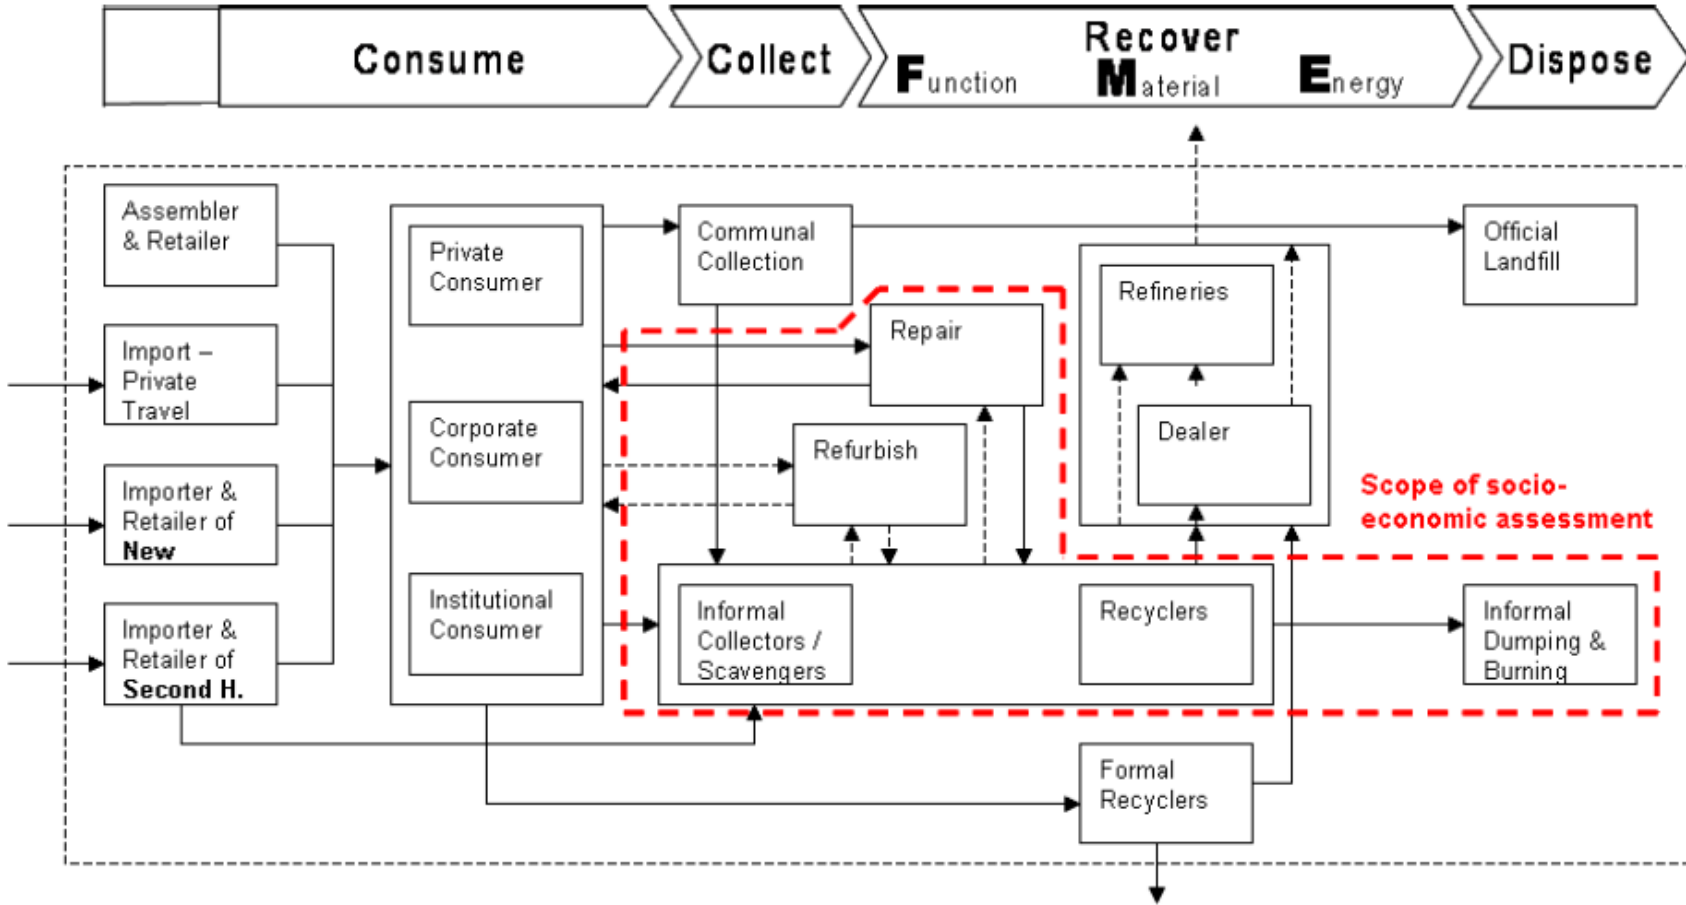 Consume
Collect
Recover
Function
Material
Energy
Dispose
Assembler
& Retailer
Import –
Private
Travel
Importer &
Retailer of
New
Importer &
Retailer of
Second H.
Private
Consumer
Corporate
Consumer
Institutional
Consumer
Communal
Collection
Repair
Refurbish
Informal
Collectors /
Scavengers
Recyclers
Refineries
Dealer
Formal
Recyclers
Official
Landfill
Scope of socio-
economic assessment
Informal
Dumping &
Burning